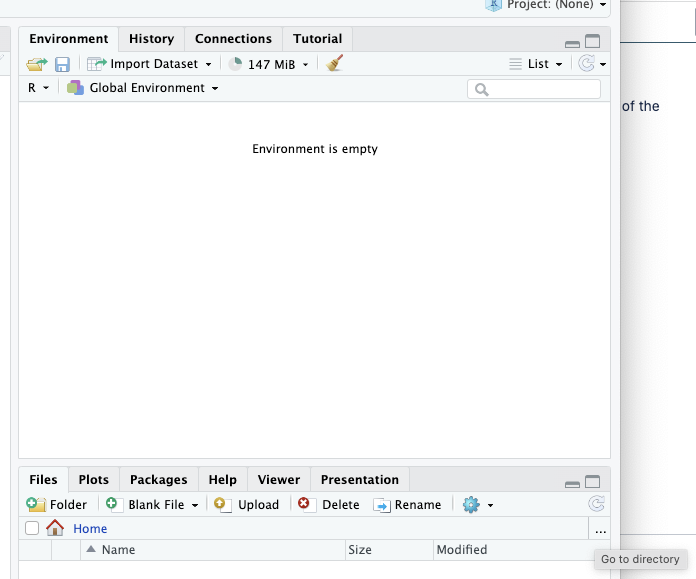 Project: (None)
Environment History Connections Tutorial
Import Dataset 147 MiB List
R Global Environment
of the
Environment is empty
Files Plots Packages Help Viewer Presentation
Folder Blank File Upload Delete Rename
Home ...
Name Size Modified
Go to directory